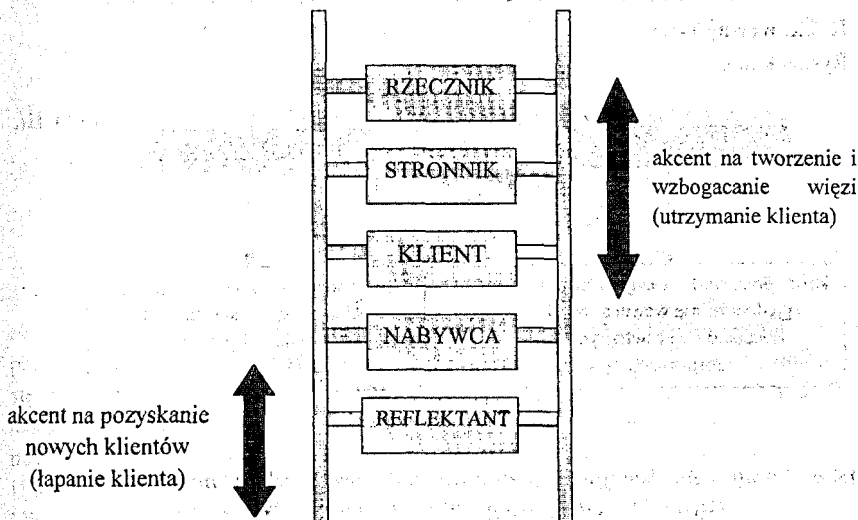 RZECZNIK
STRONNIK
KLIENT
NABYWCA
REFLEKTANT
akcent na tworzenie i
wzbogacanie więzi
(utrzymanie klienta)
akcent na pozyskanie
nowych klientów
(łapanie klienta)